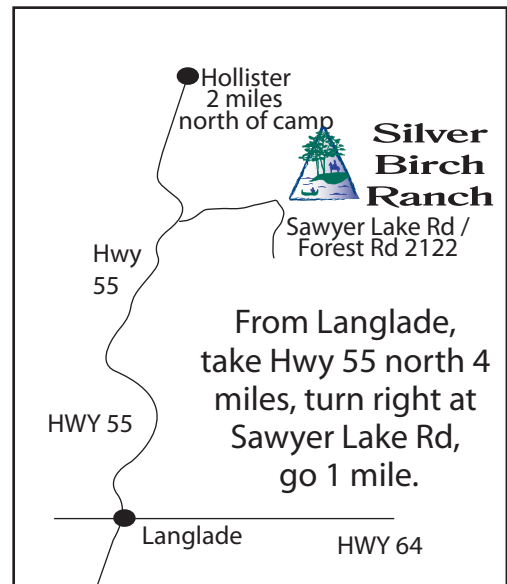 Hollister
2 miles
north of camp
Silver
Birch
Ranch
Sawyer Lake Rd /
Forest Rd 2122
Hwy
55
From Langlade,
take Hwy 55 north 4
miles, turn right at
Sawyer Lake Rd,
go 1 mile.
HWY 55
Langlade
HWY 64